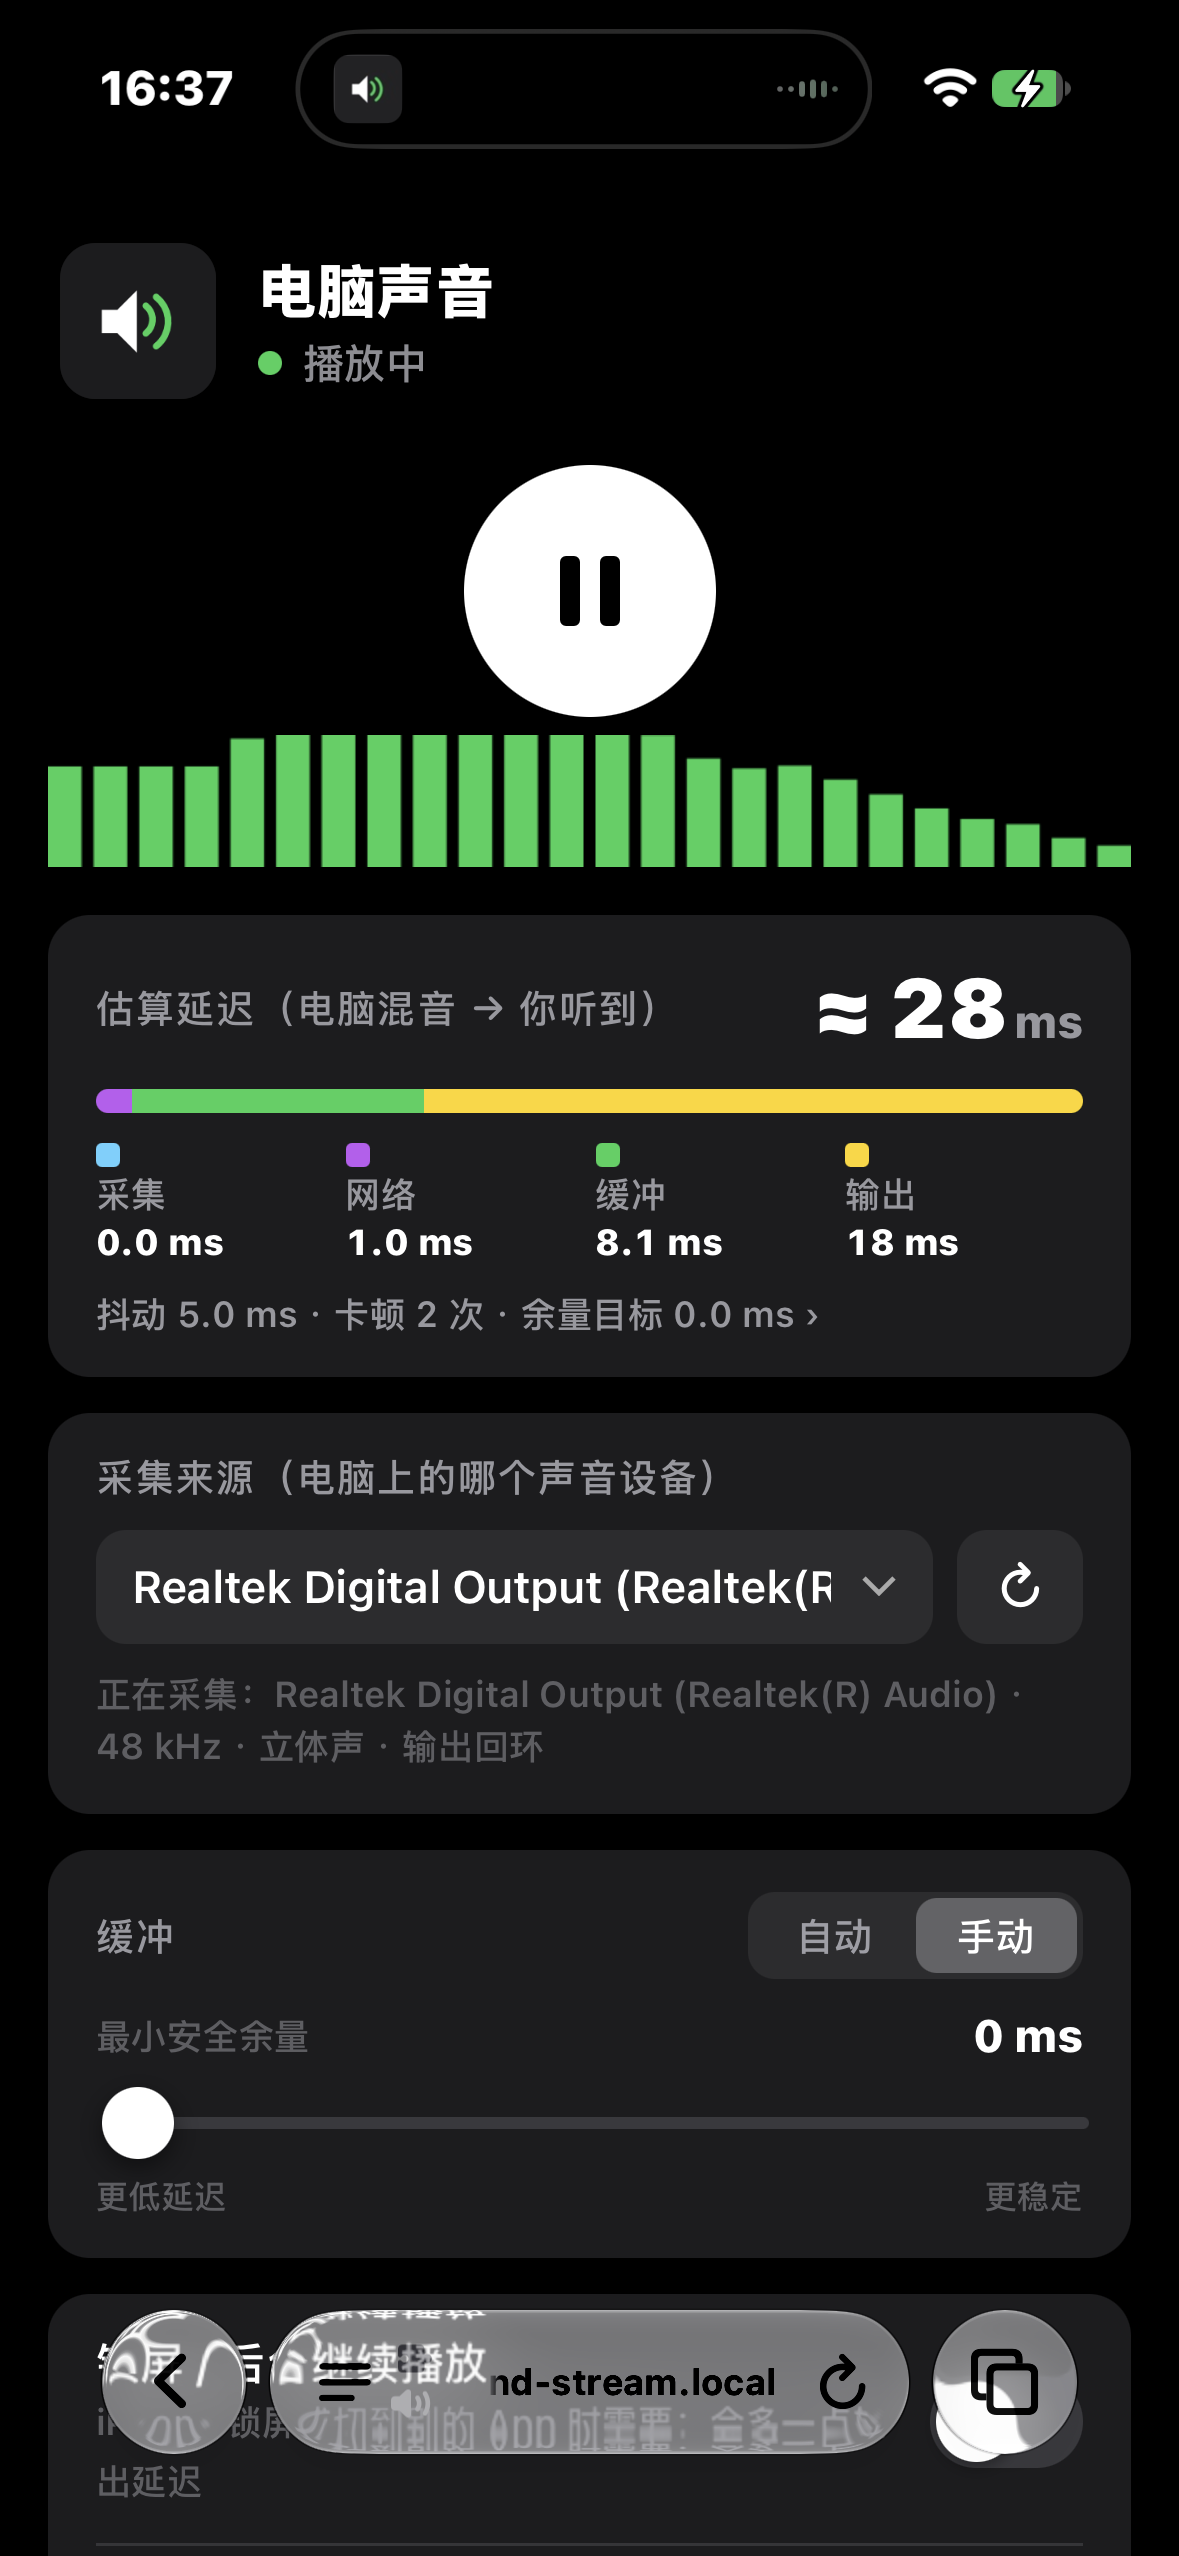 16:37
电脑声音
播放中
估算延迟（电脑混音 → 你听到）
≈ 28 ms
采集
网络
缓冲
输出
0.0 ms
1.0 ms
8.1 ms
18 ms
抖动 5.0 ms · 卡顿 2 次 · 余量目标 0.0 ms ›
采集来源（电脑上的哪个声音设备）
Realtek Digital Output (Realtek(R
正在采集：Realtek Digital Output (Realtek(R) Audio) ·
48 kHz · 立体声 · 输出回环
缓冲
自动
手动
最小安全余量
0 ms
更低延迟
更稳定
继续播放
nd-stream.local
出延迟